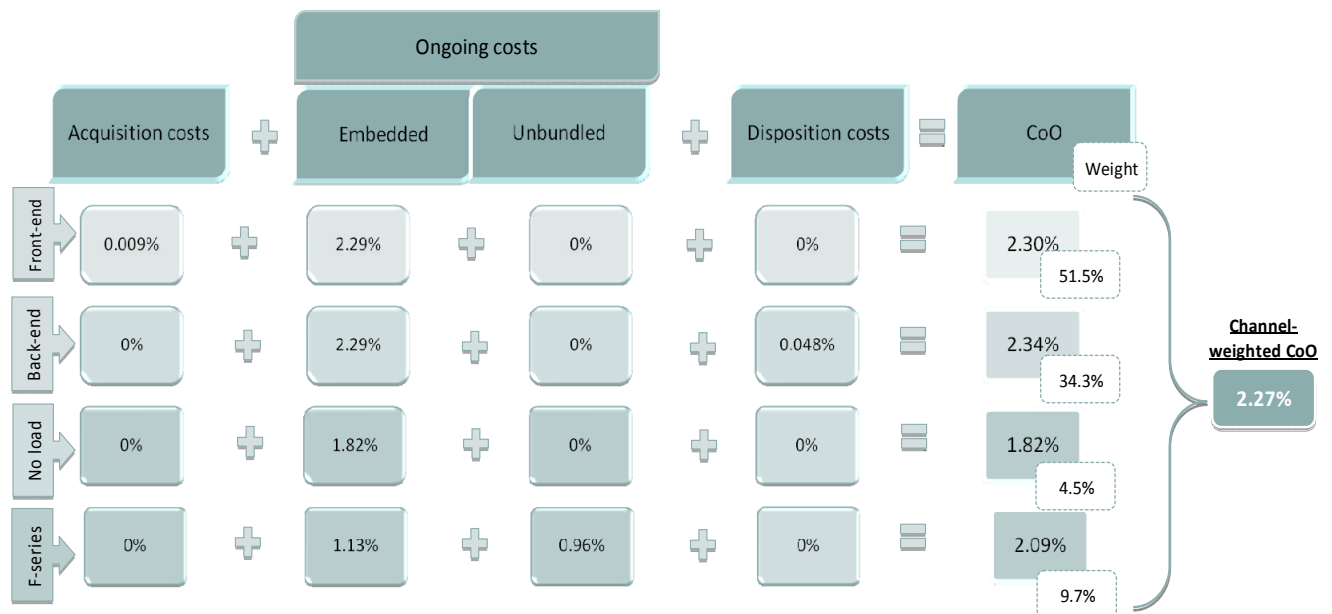 Ongoing costs
Acquisition costs + Embedded Unbundled + Disposition costs = CoO
Weight
Front-end 0.009% + 2.29% + 0% + 0% = 2.30%
51.5%
Back-end 0% + 2.29% + 0% + 0.048% = 2.34%
34.3%
Channel-
weighted CoO
2.27%
No load 0% + 1.82% + 0% + 0% = 1.82%
4.5%
F-series 0% + 1.13% + 0.96% + 0% = 2.09%
9.7%